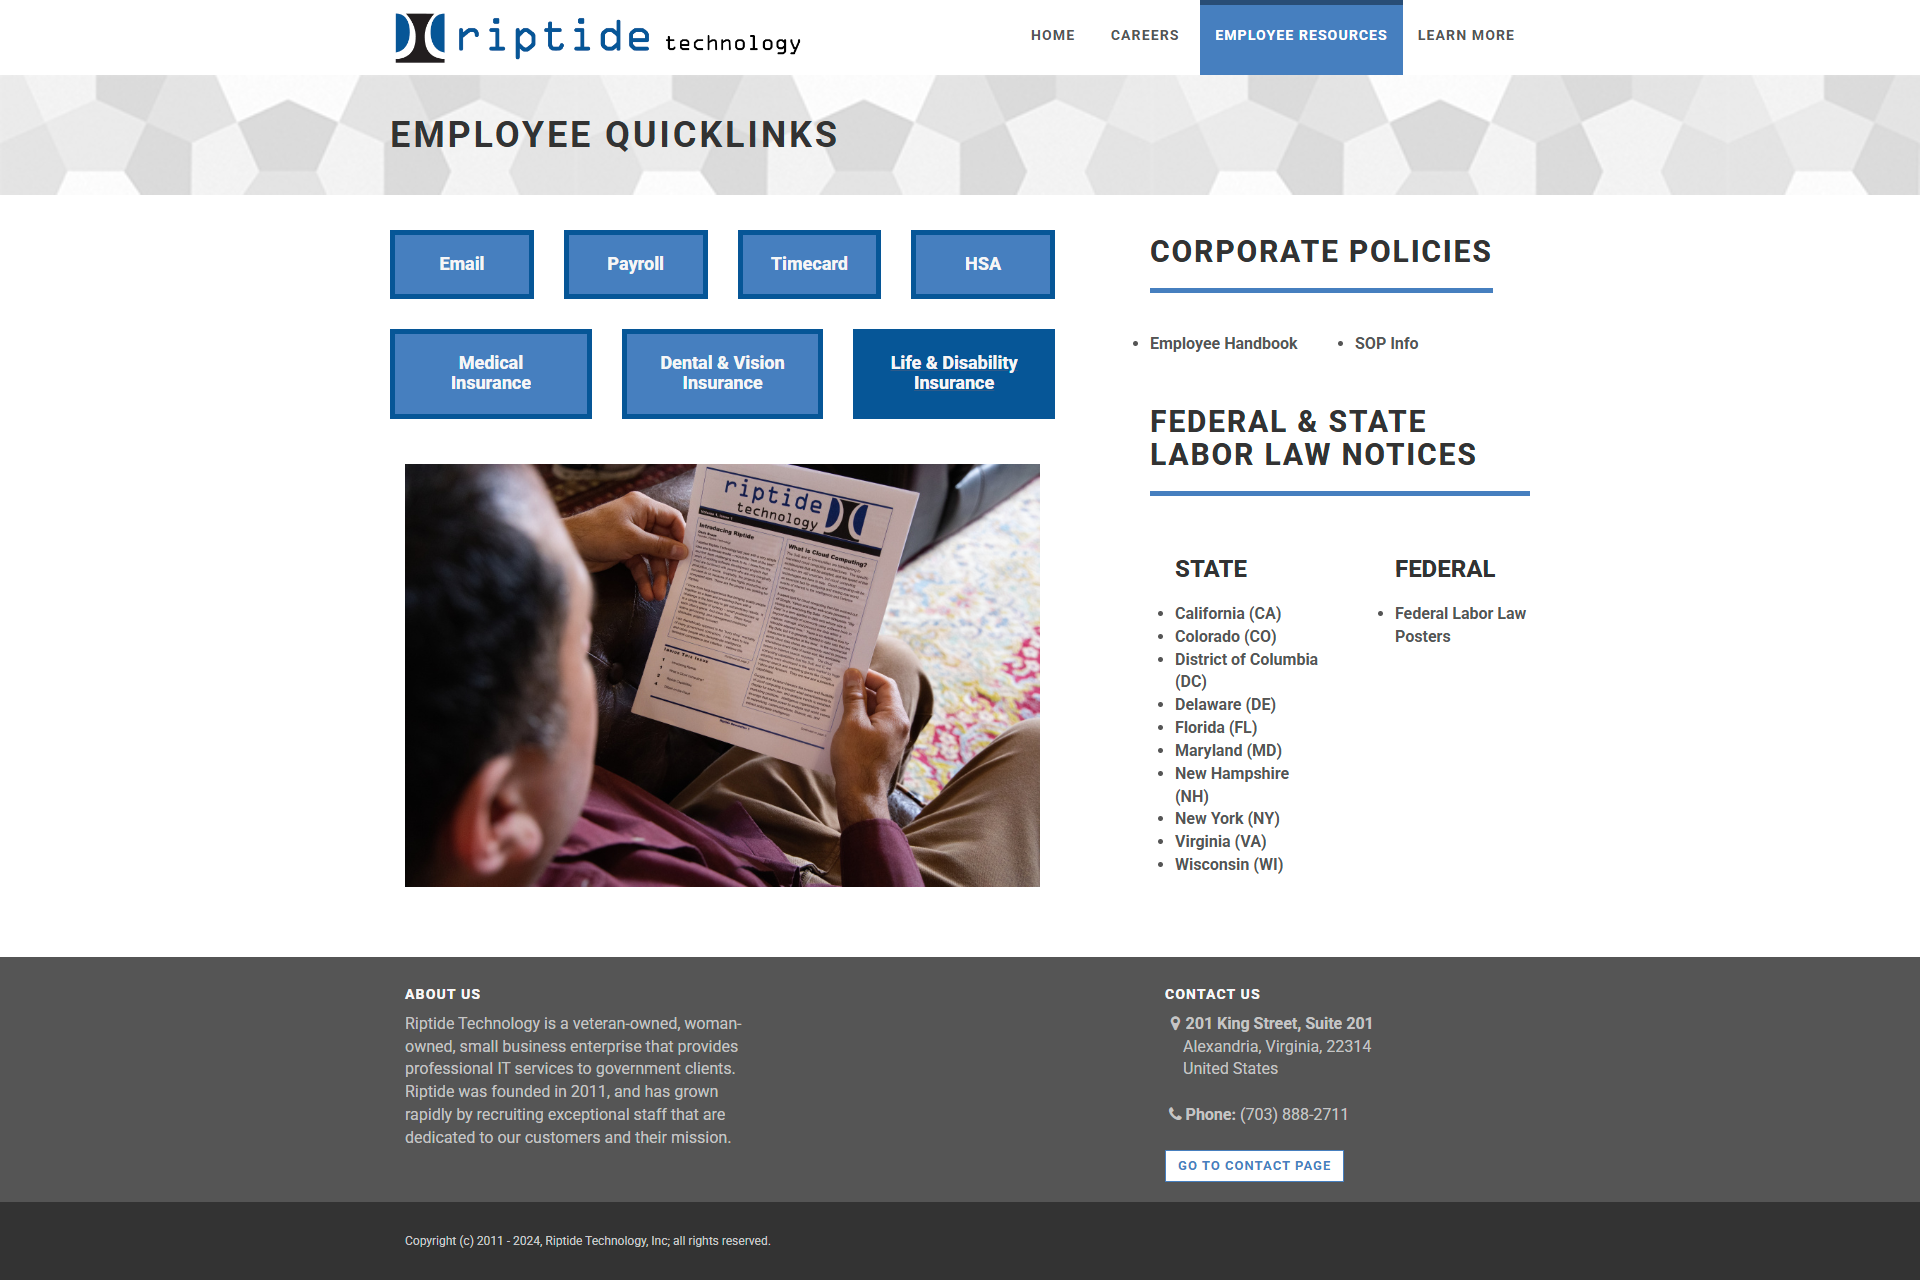 riptide technology
HOME
CAREERS
EMPLOYEE RESOURCES
LEARN MORE
EMPLOYEE QUICKLINKS
Email
Payroll
Timecard
HSA
Medical
Insurance
Dental & Vision
Insurance
Life & Disability
Insurance
riptide
technology
Introducing Riptide
What is Cloud Computing?
Inside This Issue
CORPORATE POLICIES
Employee Handbook
SOP Info
FEDERAL & STATE
LABOR LAW NOTICES
STATE
California (CA)
Colorado (CO)
District of Columbia
(DC)
Delaware (DE)
Florida (FL)
Maryland (MD)
New Hampshire
(NH)
New York (NY)
Virginia (VA)
Wisconsin (WI)
FEDERAL
Federal Labor Law
Posters
ABOUT US
Riptide Technology is a veteran-owned, woman-
owned, small business enterprise that provides
professional IT services to government clients.
Riptide was founded in 2011, and has grown
rapidly by recruiting exceptional staff that are
dedicated to our customers and their mission.
CONTACT US
201 King Street, Suite 201
Alexandria, Virginia, 22314
United States
Phone: (703) 888-2711
GO TO CONTACT PAGE
Copyright (c) 2011 - 2024, Riptide Technology, Inc; all rights reserved.